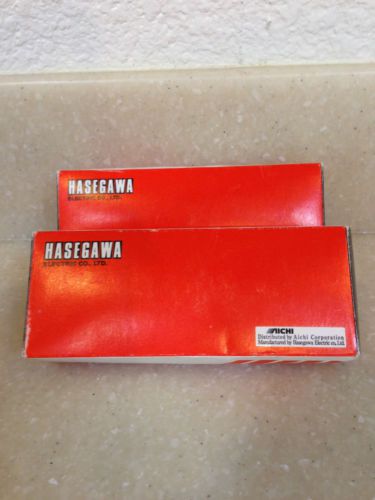 HASEGAWA
ELECTRIC CO., LTD.
HASEGAWA
ELECTRIC CO., LTD.
AICHI
Distributed by Aichi Corporation
Manufactured by Hasegawa Electric co., Ltd.